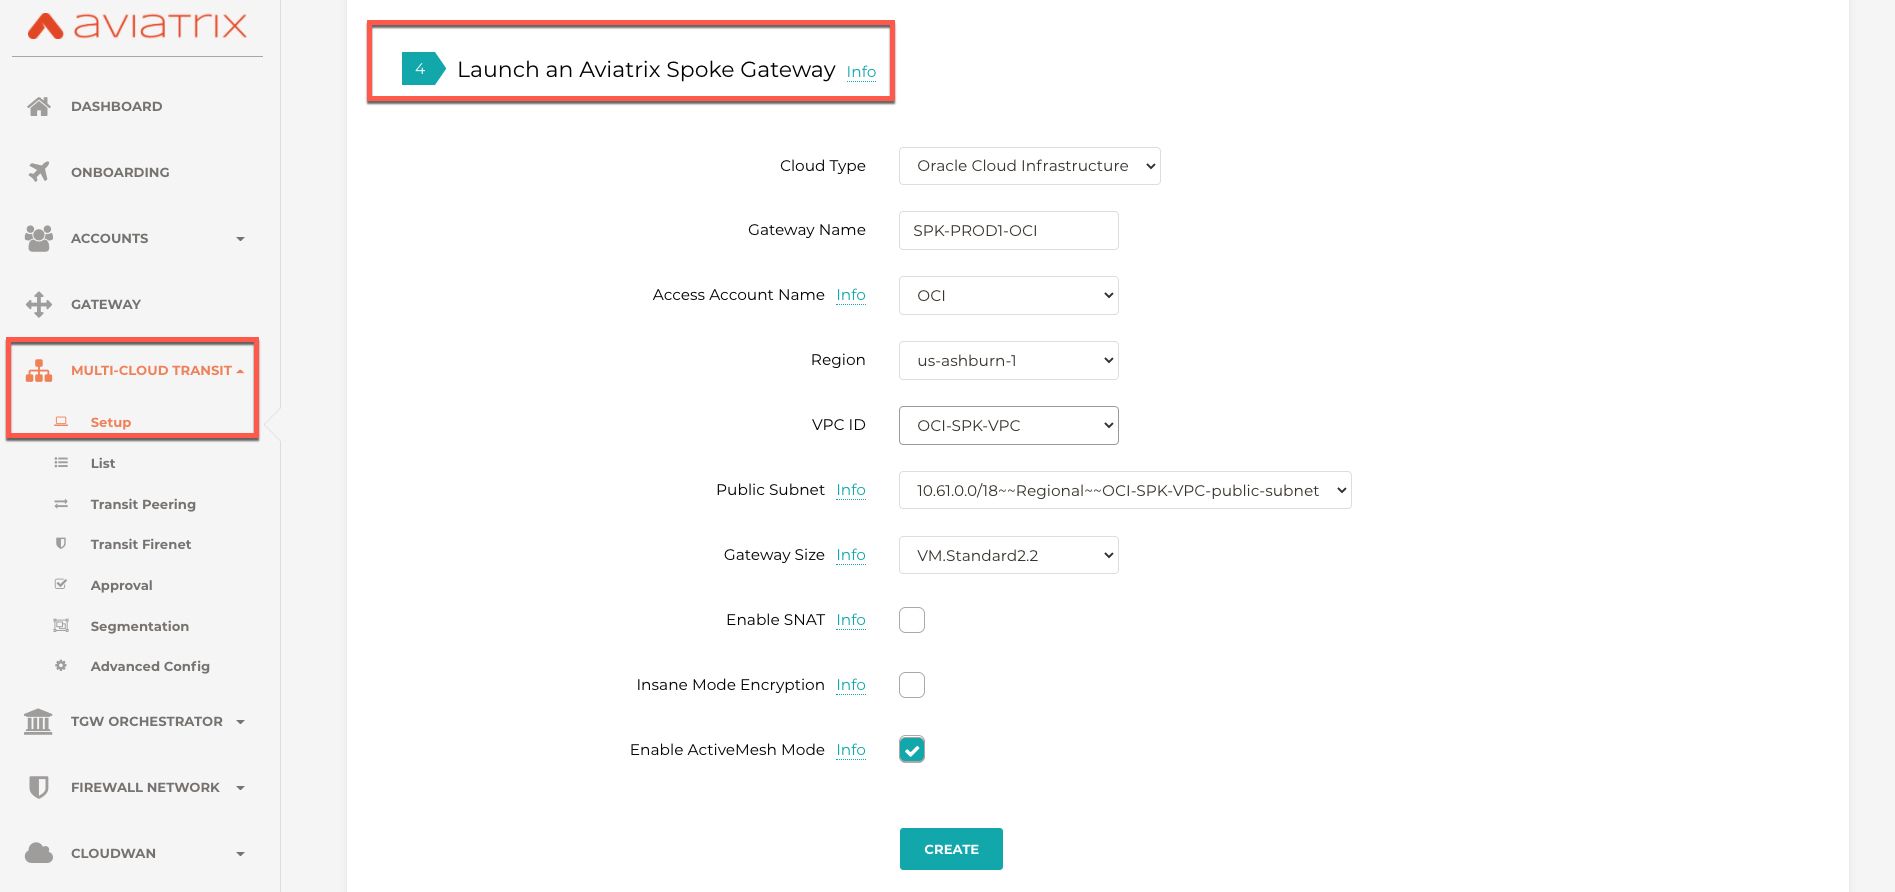 aviatrix
DASHBOARD
ONBOARDING
ACCOUNTS
GATEWAY
MULTI-CLOUD TRANSIT
Setup
List
Transit Peering
Transit Firenet
Approval
Segmentation
Advanced Config
TGW ORCHESTRATOR
FIREWALL NETWORK
CLOUDWAN
4 Launch an Aviatrix Spoke Gateway Info
Cloud Type Oracle Cloud Infrastructure
Gateway Name SPK-PROD1-OCI
Access Account Name Info OCI
Region us-ashburn-1
VPC ID OCI-SPK-VPC
Public Subnet Info 10.61.0.0/18~~Regional~~OCI-SPK-VPC-public-subnet
Gateway Size Info VM.Standard2.2
Enable SNAT Info
Insane Mode Encryption Info
Enable ActiveMesh Mode Info
CREATE